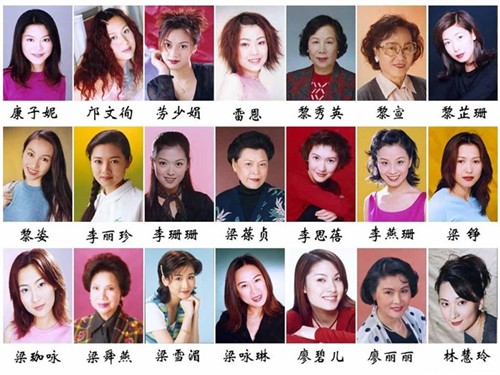 康子妮 邝文徇 劳少娟 雷恩 黎秀英 黎宣 黎芷珊
黎姿 李丽珍 李珊珊 梁葆贞 李思蓓 李燕珊 梁铮
梁珈咏 梁舜燕 梁雪湄 梁咏琳 廖碧儿 廖丽丽 林慧玲